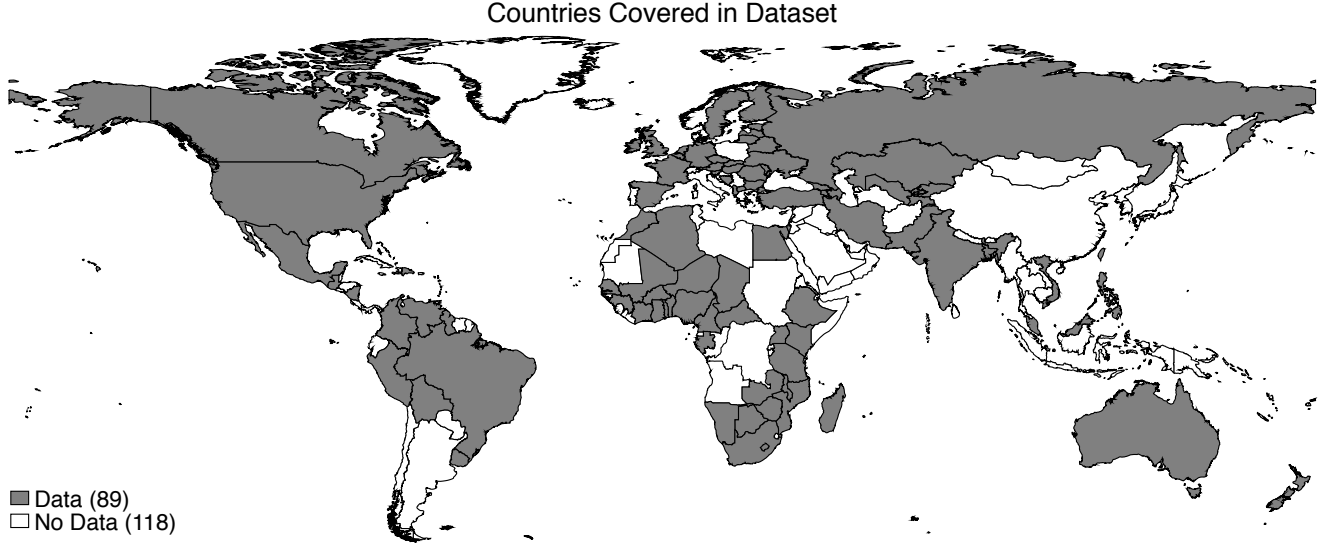 Countries Covered in Dataset
Data (89)
No Data (118)